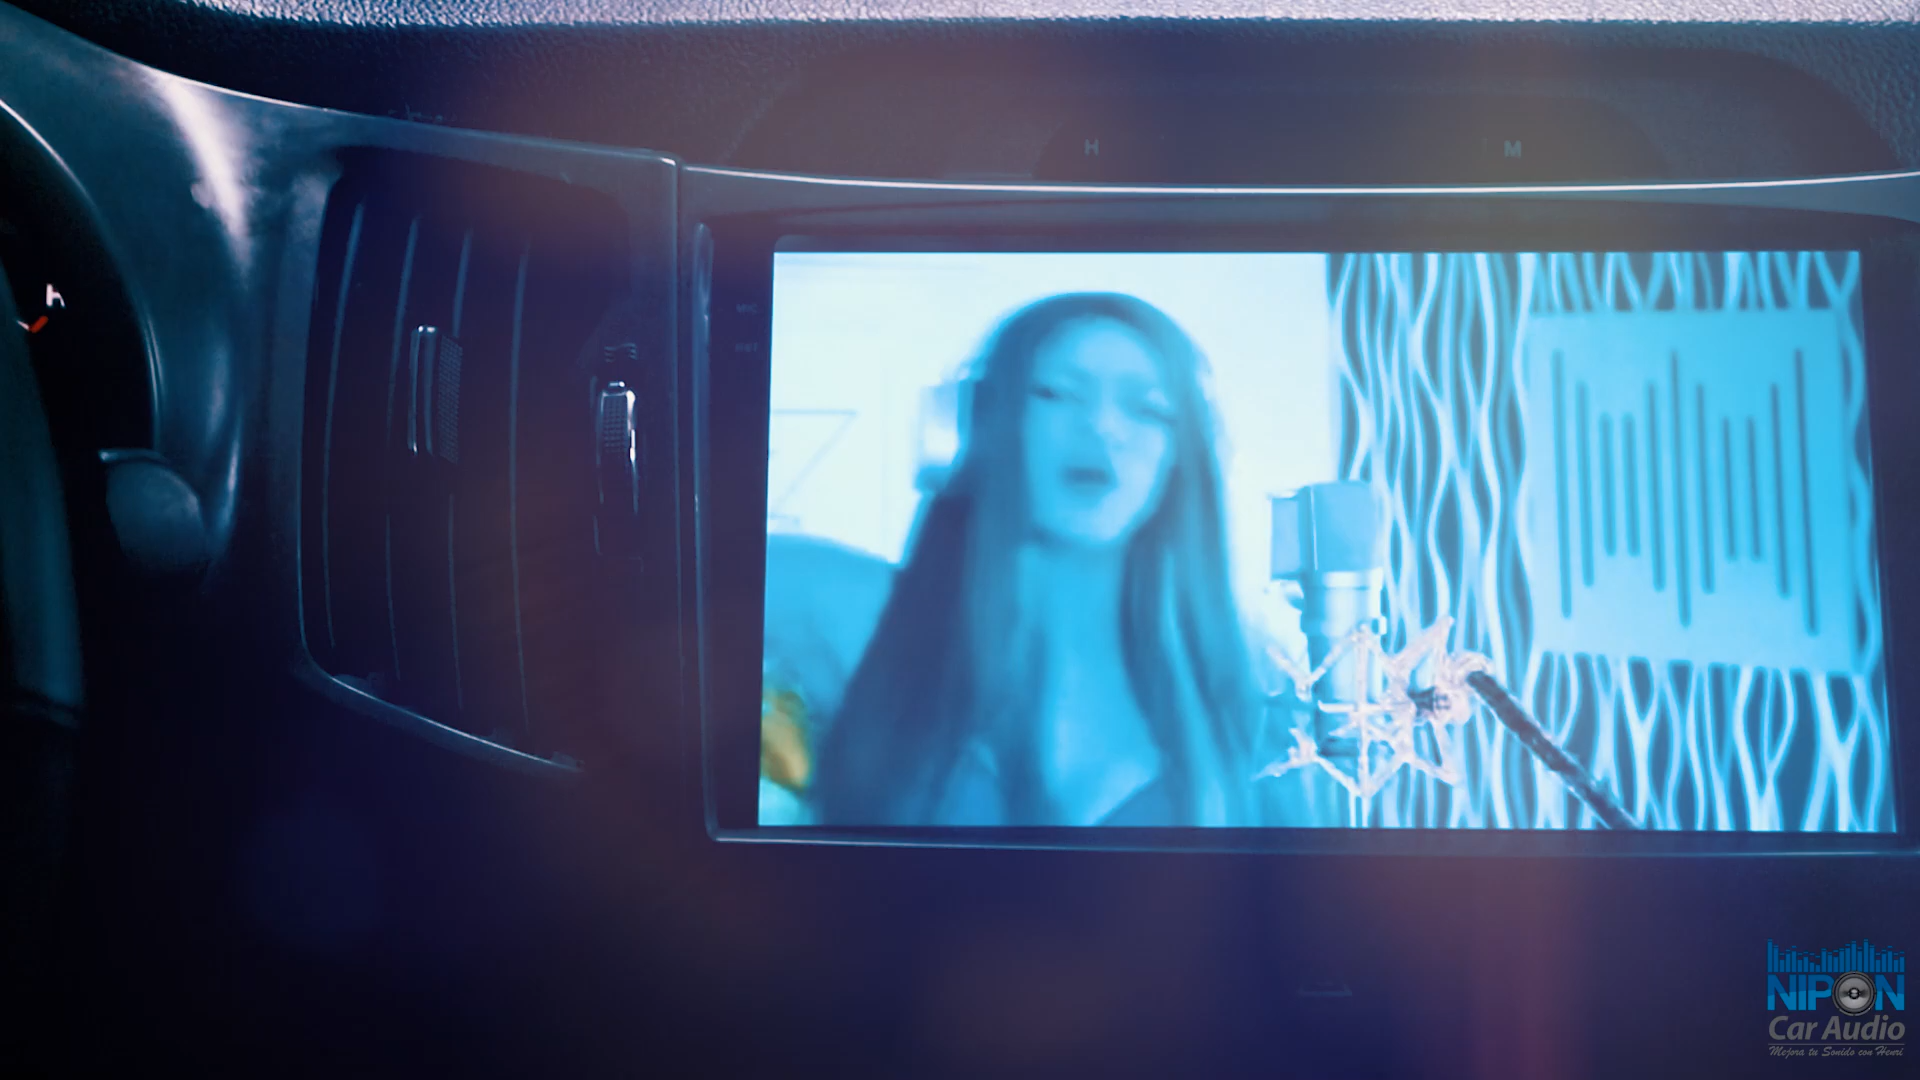 H
M
H
NIPON
Car Audio
Mejora tu Sonido con Henri